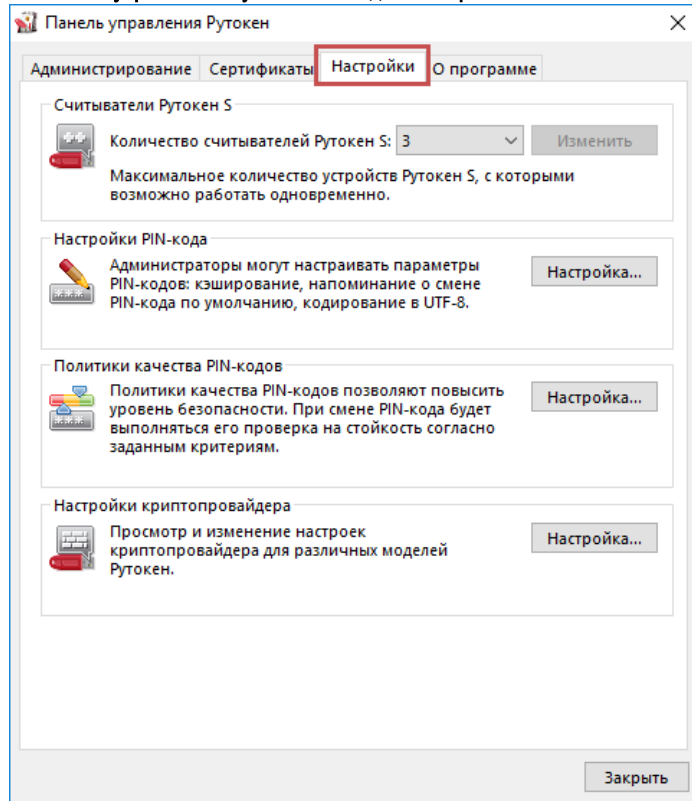 Панель управления Рутокен
Администрирование Сертификаты Настройки О программе
Считыватели Рутокен S
Количество считывателей Рутокен S: 3 Изменить
Максимальное количество устройств Рутокен S, с которыми
возможно работать одновременно.
Настройки PIN-кода
Администраторы могут настраивать параметры
PIN-кодов: кэширование, напоминание о смене
PIN-кода по умолчанию, кодирование в UTF-8.
Настройка...
Политики качества PIN-кодов
Политики качества PIN-кодов позволяют повысить
уровень безопасности. При смене PIN-кода будет
выполняться его проверка на стойкость согласно
заданным критериям.
Настройка...
Настройки криптопровайдера
Просмотр и изменение настроек
криптопровайдера для различных моделей
Рутокен.
Настройка...
Закрыть